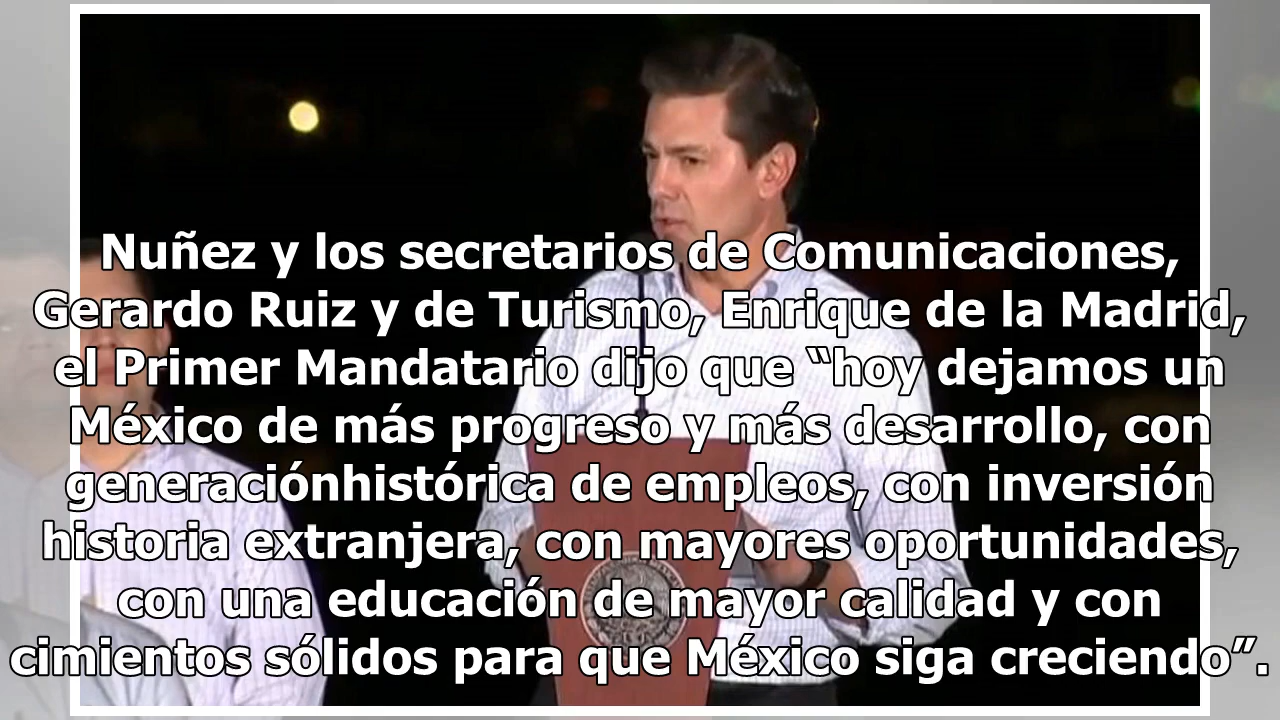 Nuñez y los secretarios de Comunicaciones,
Gerardo Ruiz y de Turismo, Enrique de la Madrid,
el Primer Mandatario dijo que “hoy dejamos un
México de más progreso y más desarrollo, con
generaciónhistórica de empleos, con inversión
historia extranjera, con mayores oportunidades,
con una educación de mayor calidad y con
cimientos sólidos para que México siga creciendo”.